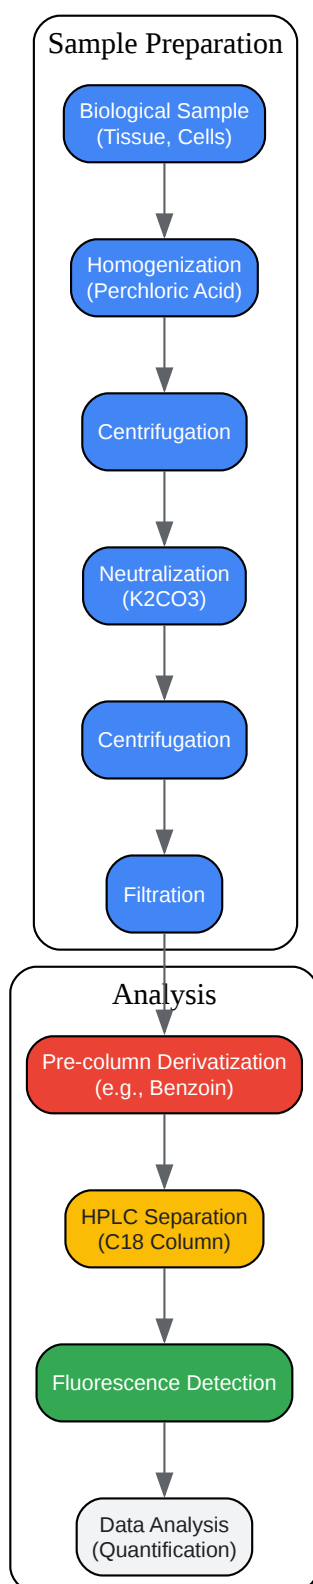 Sample Preparation
Biological Sample
(Tissue, Cells)
Homogenization
(Perchloric Acid)
Centrifugation
Neutralization
(K2CO3)
Centrifugation
Filtration
Analysis
Pre-column Derivatization
(e.g., Benzoin)
HPLC Separation
(C18 Column)
Fluorescence Detection
Data Analysis
(Quantification)